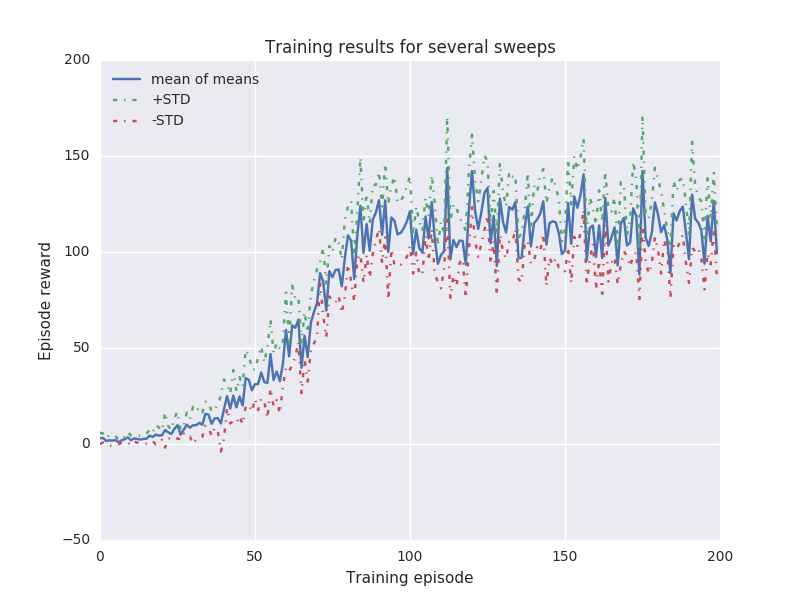 Training results for several sweeps
200
150
100
50
0
−50
0
50
100
150
200
Episode reward
Training episode
mean of means
+STD
-STD